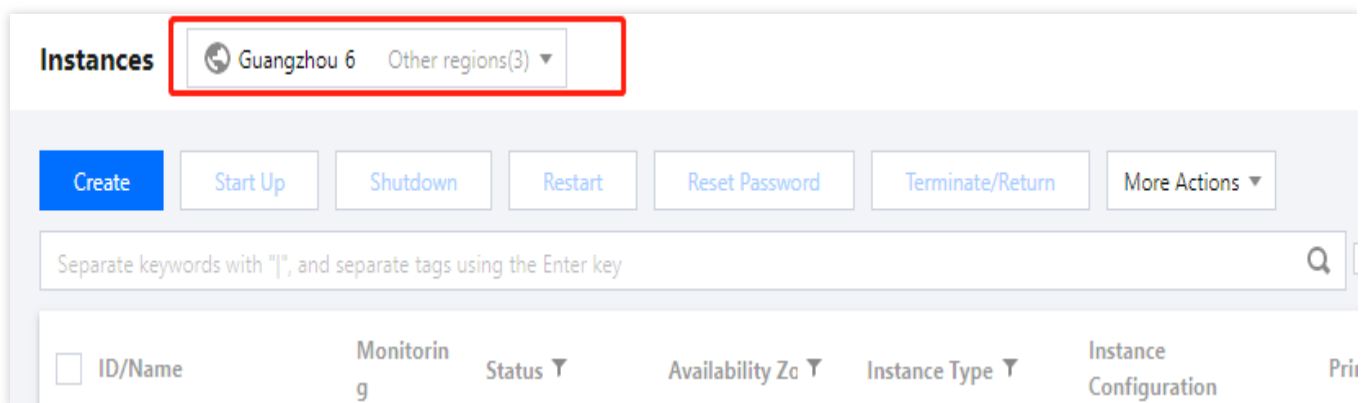 Instances Guangzhou 6 Other regions(3)
Create Start Up Shutdown Restart Reset Password Terminate/Return More Actions
Separate keywords with "|", and separate tags using the Enter key
ID/Name Monitorin
g Status Availability Zo Instance Type Instance
Configuration Prin